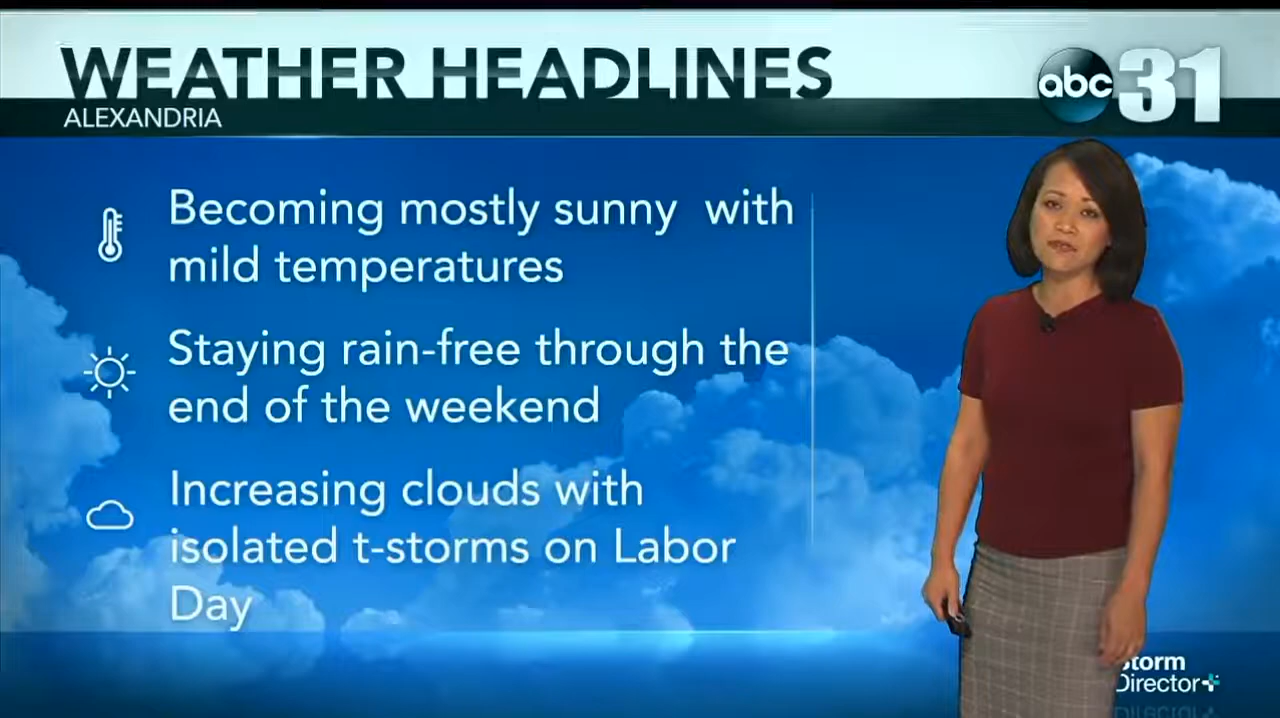 WEATHER HEADLINES
ALEXANDRIA
abc 31
Becoming mostly sunny with
mild temperatures
Staying rain-free through the
end of the weekend
Increasing clouds with
isolated t-storms on Labor
Day
Storm
Director+